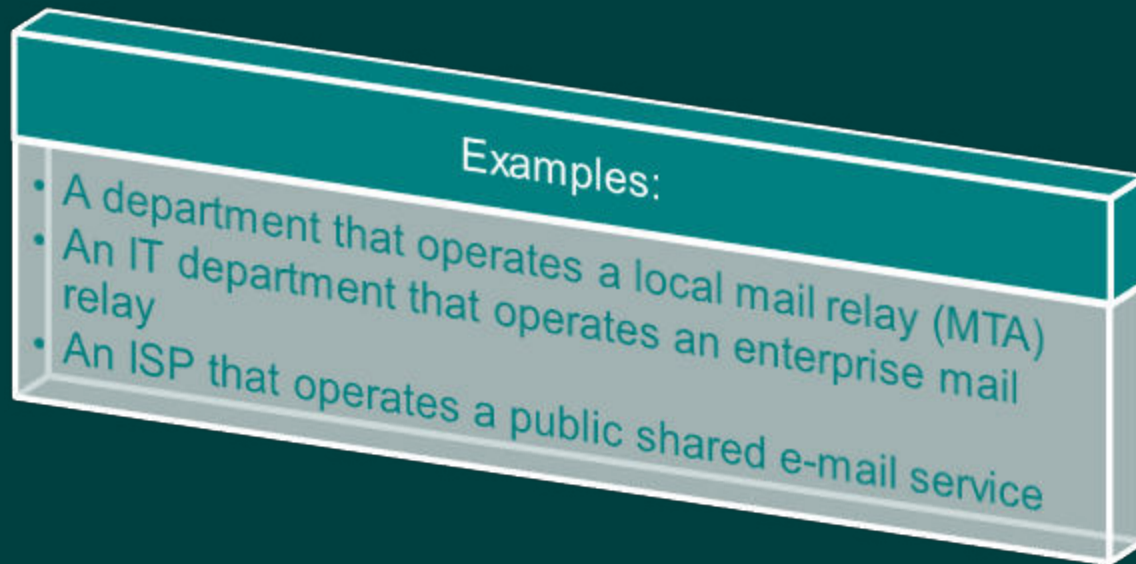 Examples:
• A department that operates a local mail relay (MTA)
• An IT department that operates an enterprise mail
relay
• An ISP that operates a public shared e-mail service